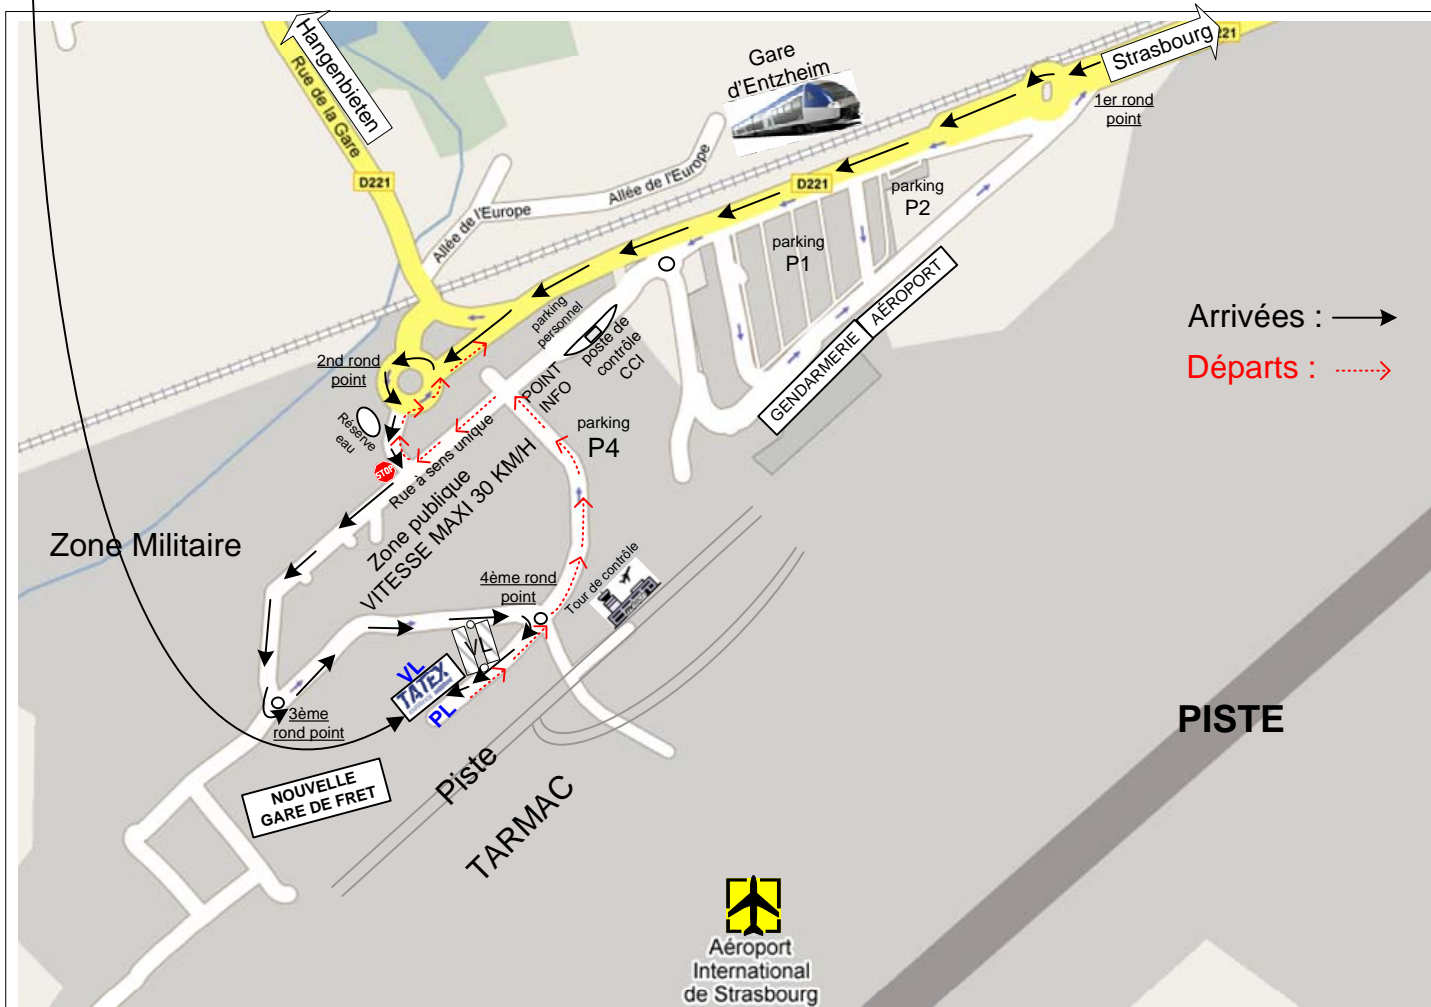 Hangenbieten
Rue de la Gare
D221
Gare
d'Entzheim
Strasbourg
221
1er rond
point
Allée de l'Europe
Allée de l'Europe
D221
parking
P2
parking
P1
AÉROPORT
GENDARMERIE
Arrivées :
Départs :
parking
personnel
poste de
contrôle
CCI
POINT
INFO
2nd rond
point
Réserve
eau
STOP
Rue à sens unique
Zone publique
VITESSE MAXI 30 KM/H
parking
P4
Zone Militaire
4ème rond
point
Tour de contrôle
VL
VL
TATEX
PL
3ème
rond point
NOUVELLE
GARE DE FRET
Piste
TARMAC
PISTE
Aéroport
International
de Strasbourg